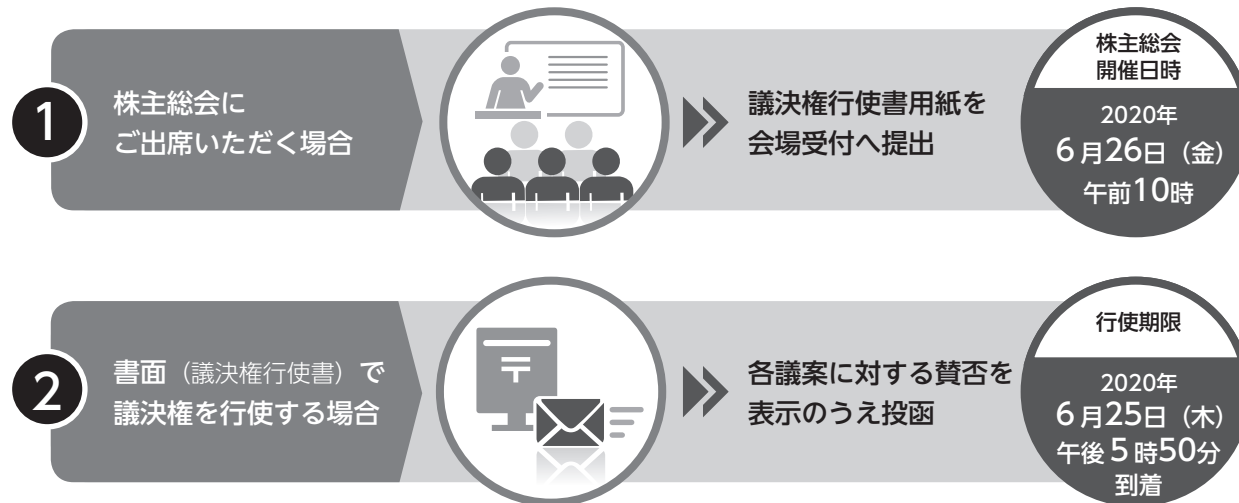 1
株主総会に
ご出席いただく場合
議決権行使書用紙を
会場受付へ提出
株主総会
開催日時
2020年
6月26日（金）
午前10時
2
書面（議決権行使書）で
議決権を行使する場合
〒
各議案に対する賛否を
表示のうえ投函
行使期限
2020年
6月25日（木）
午後5時50分
到着